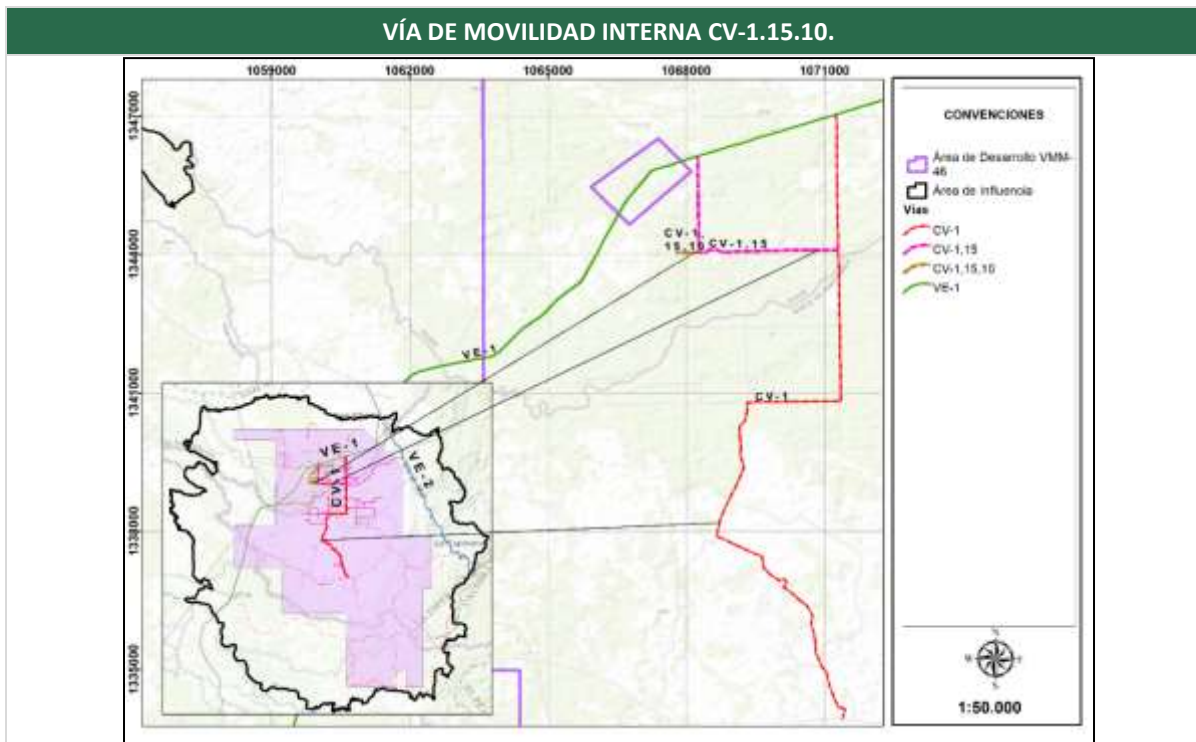 VÍA DE MOVILIDAD INTERNA CV-1.15.10.
1059000 1062000 1065000 1068000 1071000
1347000
1344000
1341000
1338000
1335000
CV-1,
15,10
CV-1,15
VE-1
CV-1
VE-1
CV-1
VE-2
CONVENCIONES
Área de Desarrollo VMM-
46
Área de Influencia
Vías
CV-1
CV-1,15
CV-1,15,10
VE-1
N
S
1:50.000